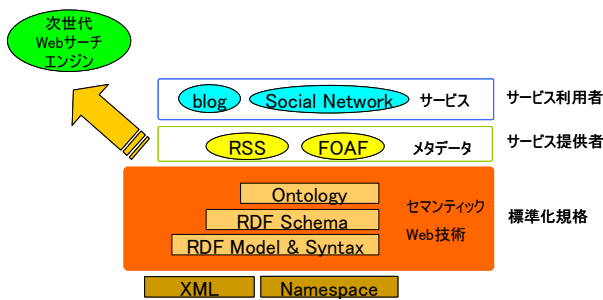 次世代
Webサーチ
エンジン
blog Social Network サービス サービス利用者
RSS FOAF メタデータ サービス提供者
Ontology
RDF Schema
RDF Model & Syntax
セマンティック
Web技術
標準化規格
XML Namespace